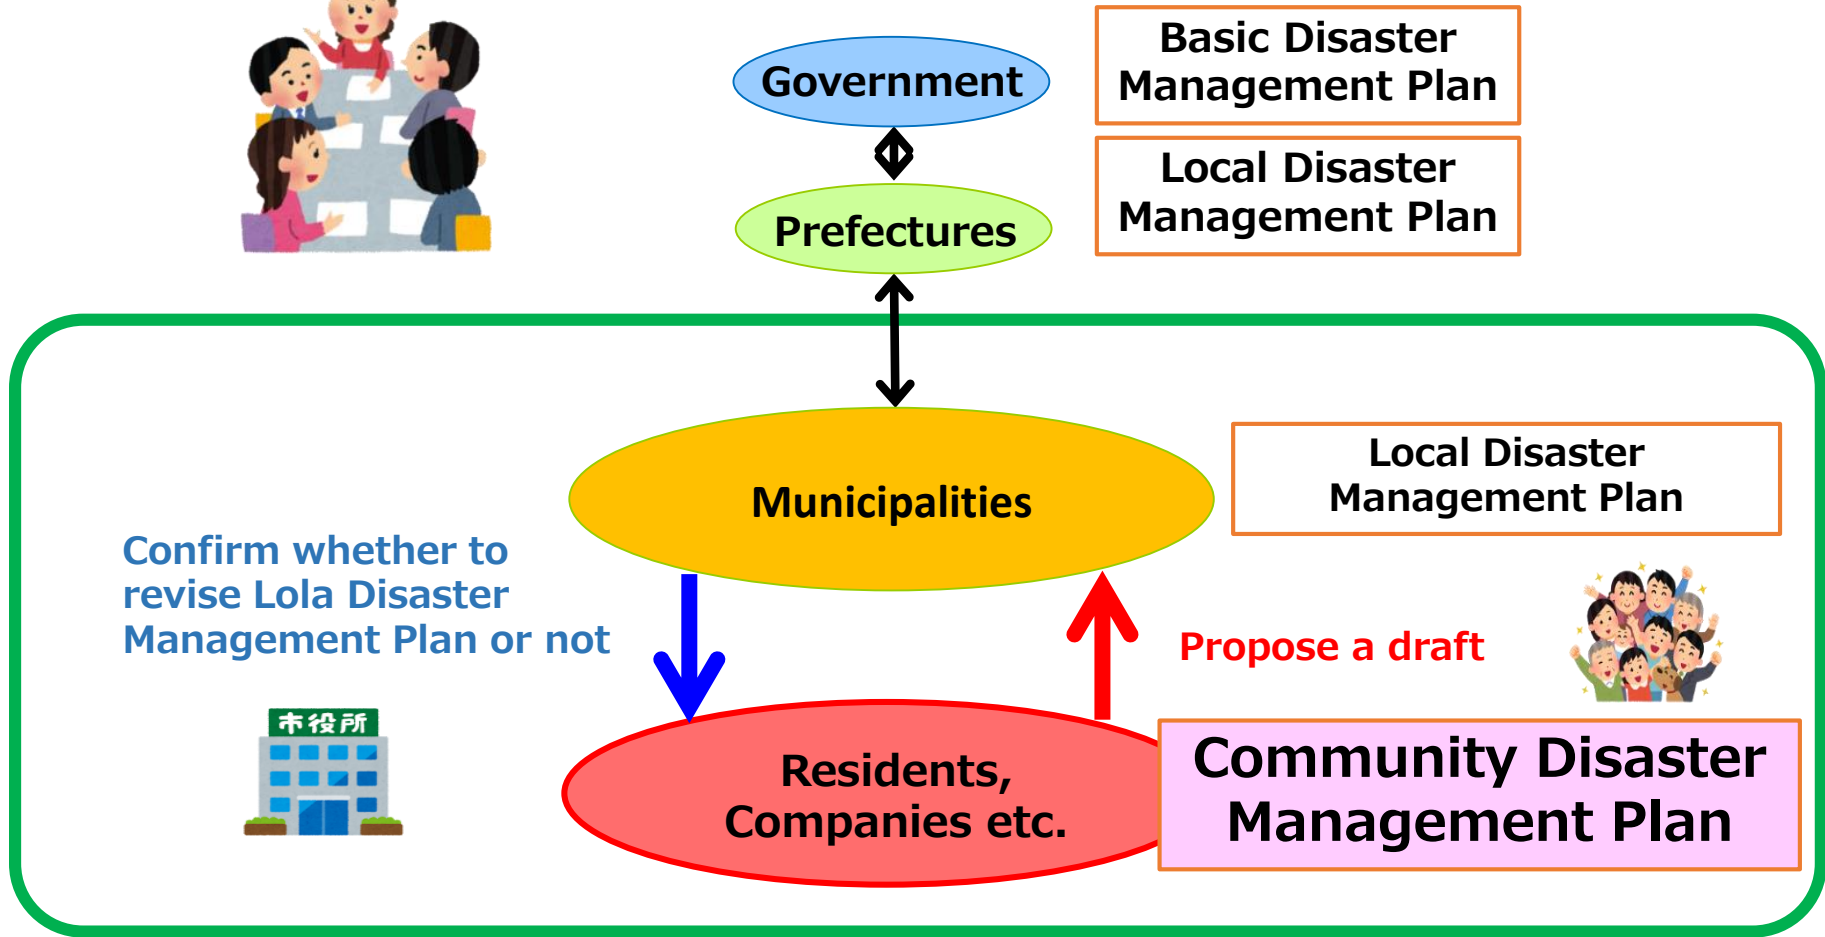 Government
Basic Disaster
Management Plan
Prefectures
Local Disaster
Management Plan
Municipalities
Local Disaster
Management Plan
Confirm whether to
revise Lola Disaster
Management Plan or not
Propose a draft
市役所
Residents,
Companies etc.
Community Disaster
Management Plan